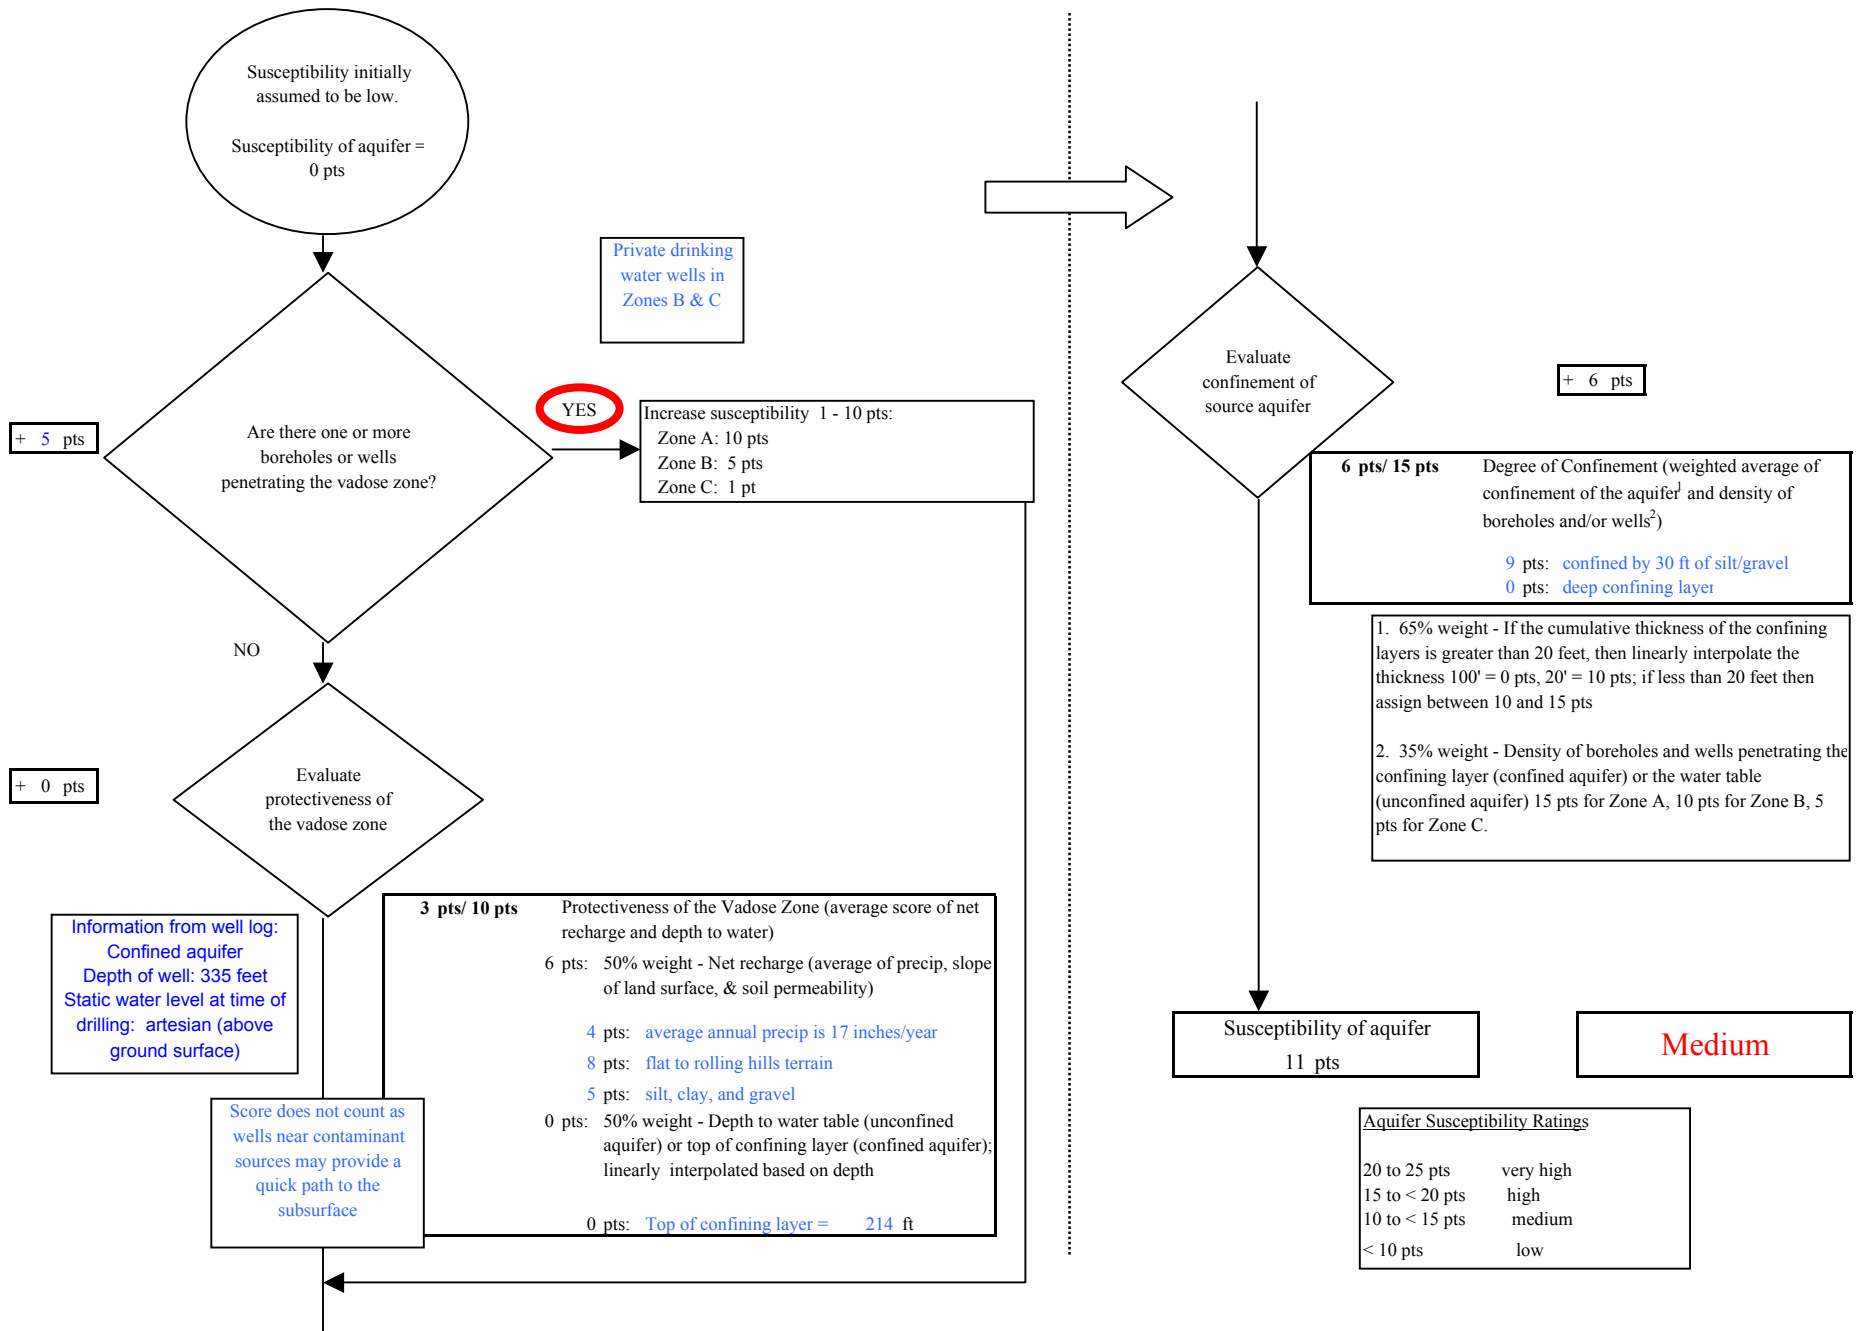 Susceptibility initially
assumed to be low.
Susceptibility of aquifer =
0 pts
Private drinking
water wells in
Zones B & C
YES
Increase susceptibility 1 - 10 pts:
Zone A: 10 pts
Zone B: 5 pts
Zone C: 1 pt
+ 5 pts
Are there one or more
boreholes or wells
penetrating the vadose zone?
NO
+ 0 pts
Evaluate
protectiveness of
the vadose zone
Information from well log:
Confined aquifer
Depth of well: 335 feet
Static water level at time of
drilling: artesian (above
ground surface)
Score does not count as
wells near contaminant
sources may provide a
quick path to the
subsurface
3 pts/ 10 pts Protectiveness of the Vadose Zone (average score of net
recharge and depth to water)
6 pts: 50% weight - Net recharge (average of precip, slope
of land surface, & soil permeability)
4 pts: average annual precip is 17 inches/year
8 pts: flat to rolling hills terrain
5 pts: silt, clay, and gravel
0 pts: 50% weight - Depth to water table (unconfined
aquifer) or top of confining layer (confined aquifer);
linearly interpolated based on depth
0 pts: Top of confining layer = 214 ft
Evaluate
confinement of
source aquifer
+ 6 pts
6 pts/ 15 pts Degree of Confinement (weighted average of
confinement of the aquifer1 and density of
boreholes and/or wells2)
9 pts: confined by 30 ft of silt/gravel
0 pts: deep confining layer
1. 65% weight - If the cumulative thickness of the confining
layers is greater than 20 feet, then linearly interpolate the
thickness 100' = 0 pts, 20' = 10 pts; if less than 20 feet then
assign between 10 and 15 pts
2. 35% weight - Density of boreholes and wells penetrating the
confining layer (confined aquifer) or the water table
(unconfined aquifer) 15 pts for Zone A, 10 pts for Zone B, 5
pts for Zone C.
Susceptibility of aquifer
11 pts
Medium
Aquifer Susceptibility Ratings
20 to 25 pts very high
15 to < 20 pts high
10 to < 15 pts medium
< 10 pts low